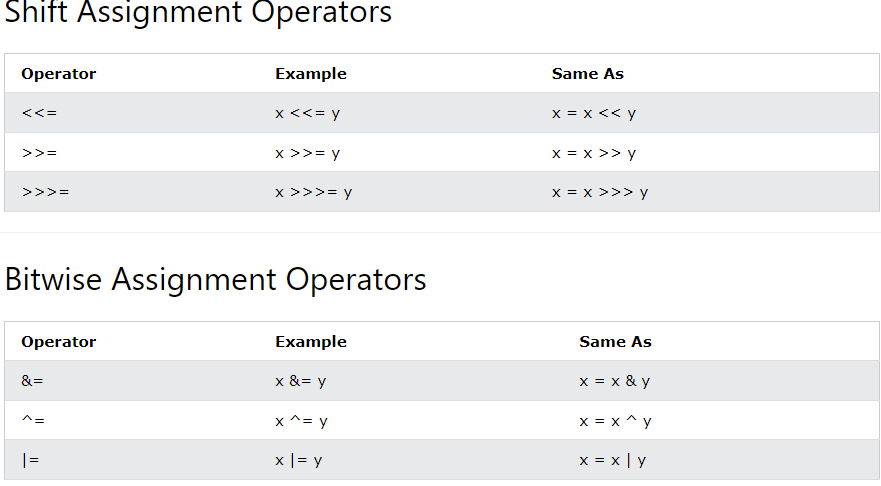 Shift Assignment Operators
Operator Example Same As
<<= x <<= y x = x << y
>>= x >>= y x = x >> y
>>>= x >>>= y x = x >>> y
Bitwise Assignment Operators
Operator Example Same As
&= x &= y x = x & y
^= x ^= y x = x ^ y
|= x |= y x = x | y